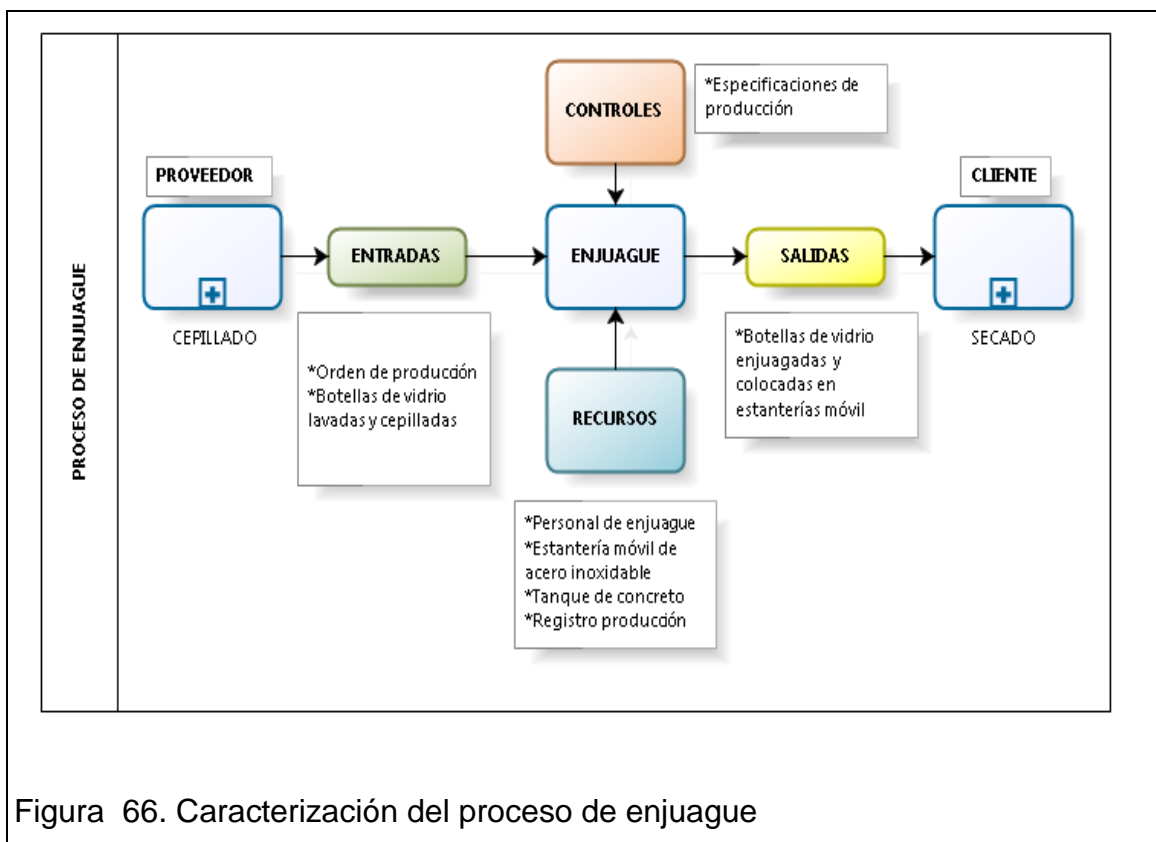 PROCESO DE ENJUAGUE
CONTROLES
*Especificaciones de
producción
PROVEEDOR
CLIENTE
ENTRADAS
ENJUAGUE
SALIDAS
CEPILLADO
SECADO
*Orden de producción
*Botellas de vidrio
lavadas y cepilladas
*Botellas de vidrio
enjuagadas y
colocadas en
estanterías móvil
RECURSOS
*Personal de enjuague
*Estantería móvil de
acero inoxidable
*Tanque de concreto
*Registro producción
Figura 66. Caracterización del proceso de enjuague